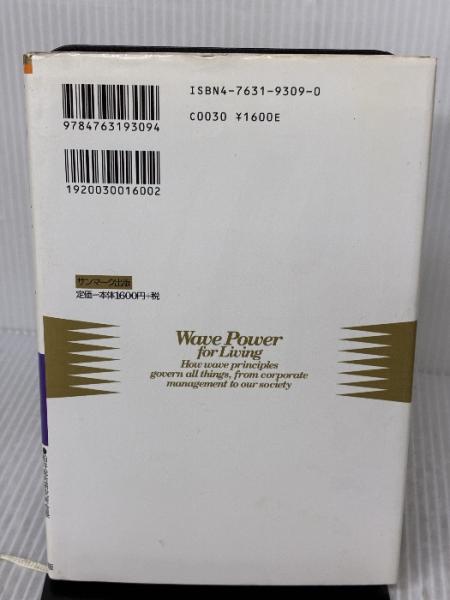 ISBN4-7631-9309-0
C0030 ¥1600E
9784763193094
1920030016002
サンマーク出版
定価=本体1600円+税
Wave Power
for Living
How wave principles
govern all things, from corporate
management to our society